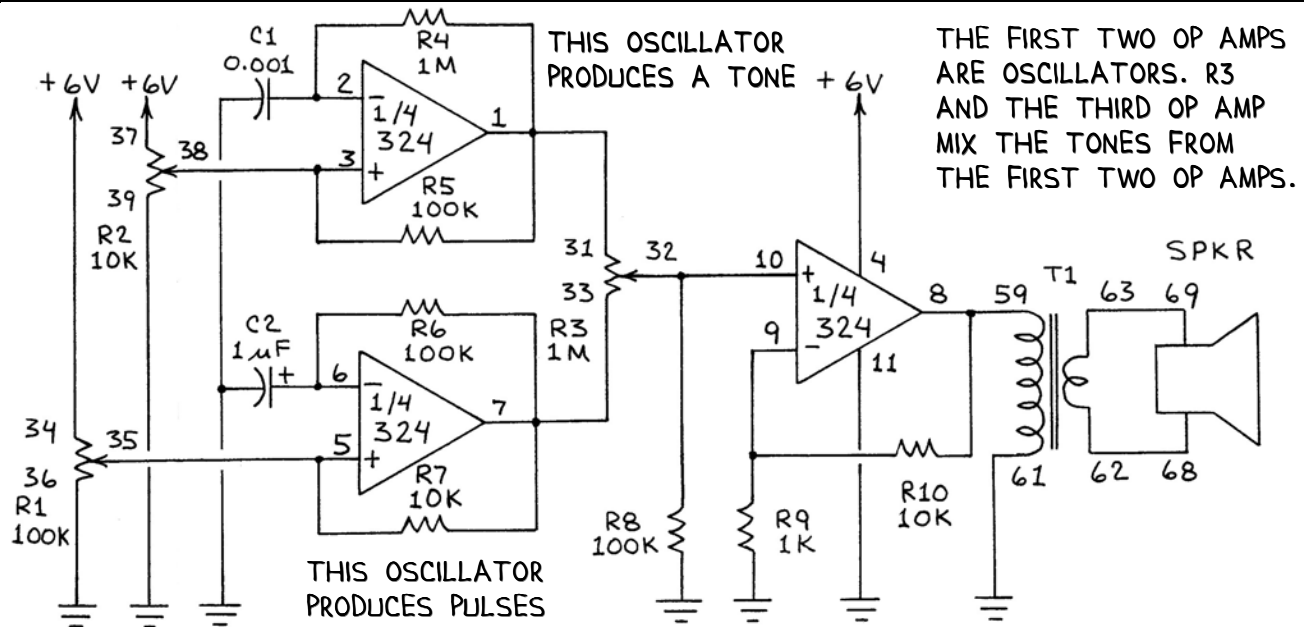 THIS OSCILLATOR
PRODUCES A TONE
THE FIRST TWO OP AMPS
ARE OSCILLATORS. R3
AND THE THIRD OP AMP
MIX THE TONES FROM
THE FIRST TWO OP AMPS.
C1
0.001
R4
1M
+6V
+6V
+6V
2
-
1/4
324
1
3
+
37
38
39
R2
10K
R5
100K
31
32
33
R3
1M
10
+
4
1/4
324
8
9
-
11
59
T1
61
63
69
SPKR
62
68
C2
1µF
+
R6
100K
6
-
1/4
324
7
5
+
34
35
36
R1
100K
R7
10K
R8
100K
R9
1K
R10
10K
THIS OSCILLATOR
PRODUCES PULSES